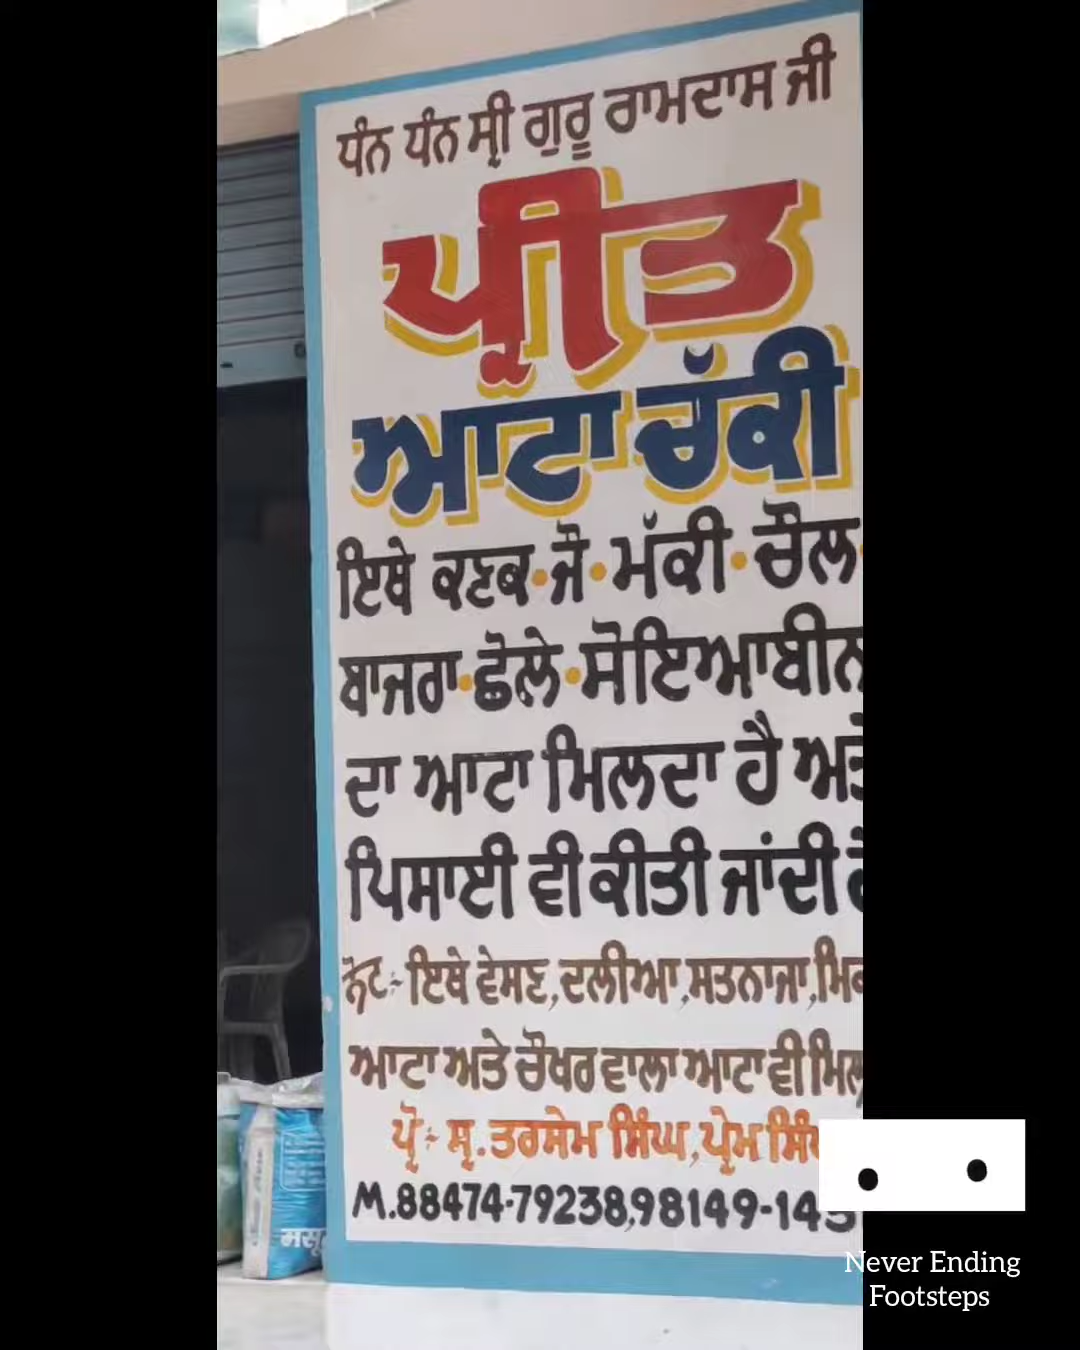 ਧੰਨ ਧੰਨ ਸ੍ਰੀ ਗੁਰੂ ਰਾਮਦਾਸ ਜੀ
ਪ੍ਰੀਤ
ਆਟਾ ਚੱਕੀ
ਇਥੇ ਕਣਕ·ਜੌ·ਮੱਕੀ·ਚੌਲ·
ਬਾਜਰਾ·ਛੋਲੇ·ਸੋਇਆਬੀਨ
ਦਾ ਆਟਾ ਮਿਲਦਾ ਹੈ ਅਤੇ
ਪਿਸਾਈ ਵੀ ਕੀਤੀ ਜਾਂਦੀ ਹੈ
ਨੋਟ:- ਇਥੇ ਵੇਸਣ, ਦਲੀਆ, ਸਤਨਾਜਾ,
ਆਟਾ ਅਤੇ ਚੌਖਰ ਵਾਲਾ ਆਟਾ ਵੀ
ਪ੍ਰੋ:- ਸ੍ਰ. ਤਰਸੇਮ ਸਿੰਘ, ਪ੍ਰੇਮ ਸਿੰਘ
M.88474-79238,98149-14
Never Ending
Footsteps